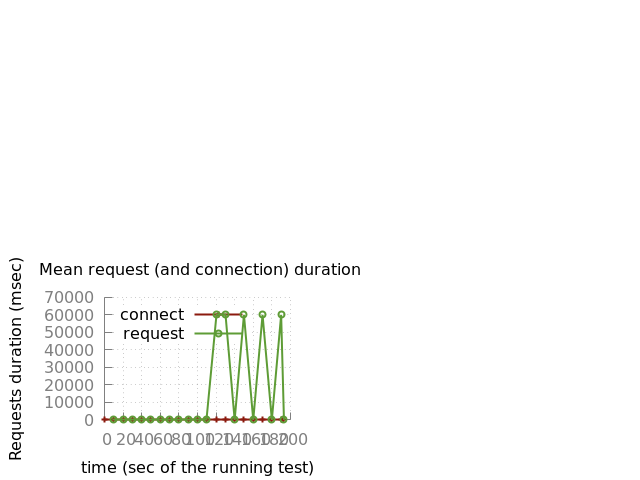 Mean request (and connection) duration
Requests duration (msec)
70000
60000
50000
40000
30000
20000
10000
0
connect
request
0 20 40 60 80 100 120 140 160 180 200
time (sec of the running test)